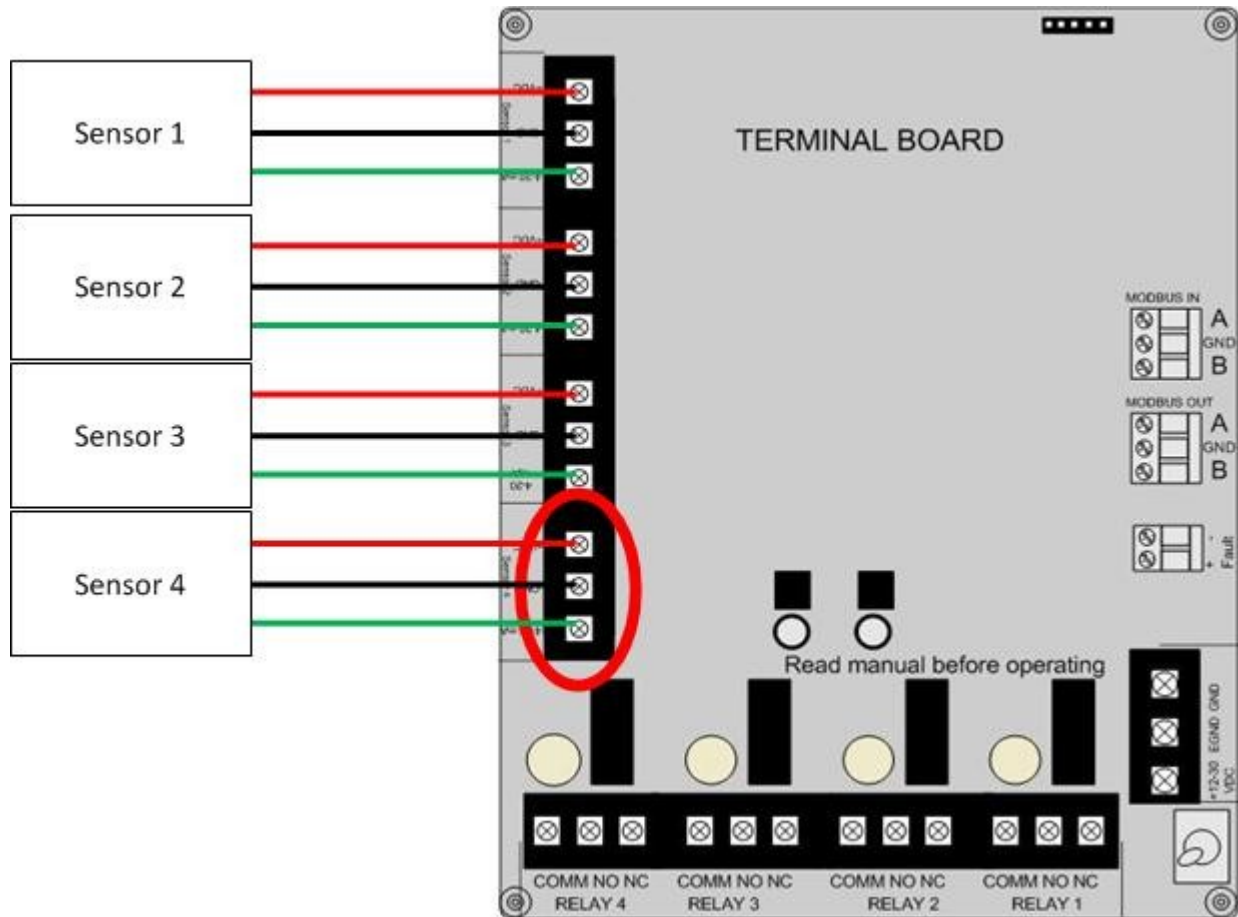 Sensor 1
Sensor 2
Sensor 3
Sensor 4
TERMINAL BOARD
MODBUS IN
A
GND
B
MODBUS OUT
A
GND
B
-
+
Fault
Read manual before operating
GND
EGND
+12-30
VDC
COMM NO NC
RELAY 4
COMM NO NC
RELAY 3
COMM NO NC
RELAY 2
COMM NO NC
RELAY 1